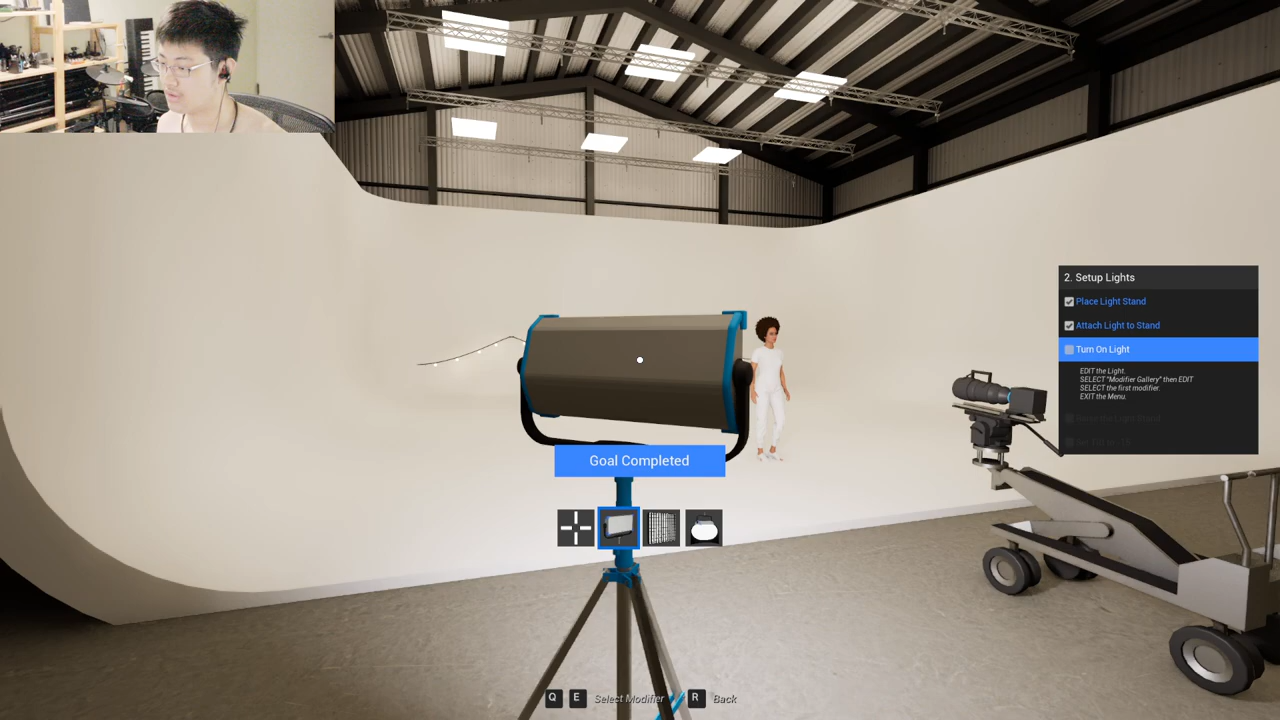 2. Setup Lights
Place Light Stand
Attach Light to Stand
Turn On Light
EDIT the Light.
SELECT "Modifier Gallery" then EDIT
SELECT the first modifier.
EXIT the Menu.
Goal Completed
Q E Select Modifier R Back